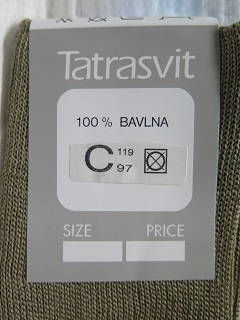 Tatrasvit
100 % BAVLNA
C 119
97
SIZE PRICE